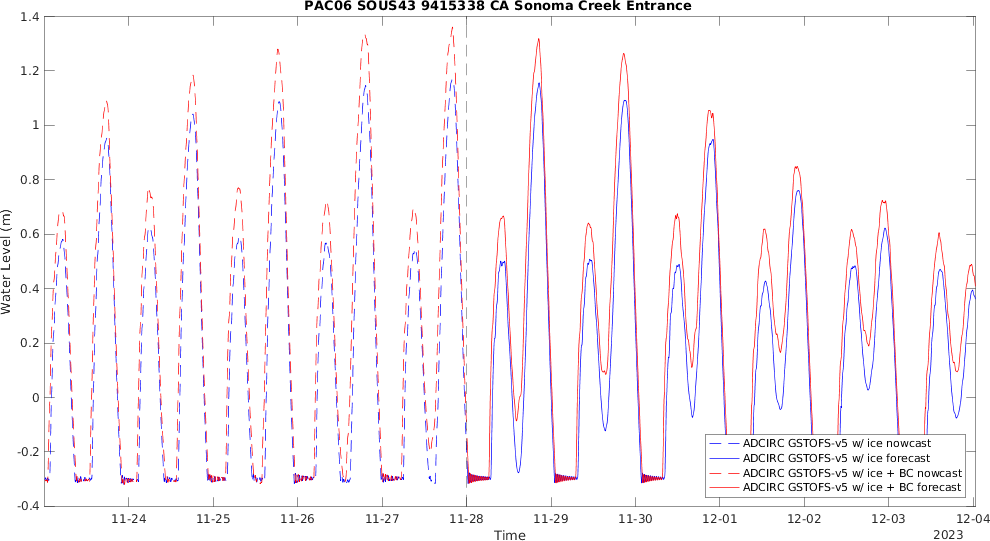 PAC06 SOUS43 9415338 CA Sonoma Creek Entrance
1.4
1.2
1
0.8
0.6
0.4
0.2
0
-0.2
-0.4
Water Level (m)
ADCIRC GSTOFS-v5 w/ ice nowcast
ADCIRC GSTOFS-v5 w/ ice forecast
ADCIRC GSTOFS-v5 w/ ice + BC nowcast
ADCIRC GSTOFS-v5 w/ ice + BC forecast
11-24 11-25 11-26 11-27 11-28 11-29 11-30 12-01 12-02 12-03 12-04
Time
2023